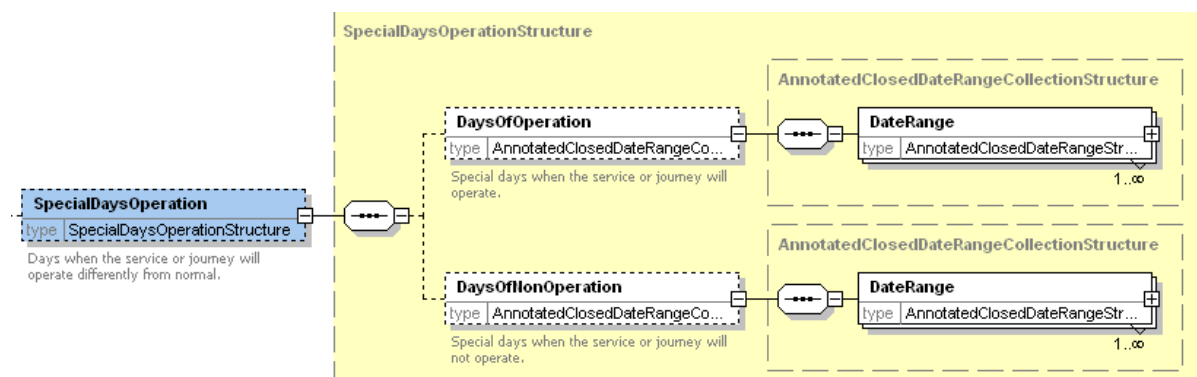 SpecialDaysOperationStructure
AnnotatedClosedDateRangeCollectionStructure
DaysOfOperation
type AnnotatedClosedDateRangeCo...
Special days when the service or journey will
operate.
DateRange
type AnnotatedClosedDateRangeStr...
1..∞
SpecialDaysOperation
type SpecialDaysOperationStructure
Days when the service or journey will
operate differently from normal.
AnnotatedClosedDateRangeCollectionStructure
DaysOfNonOperation
type AnnotatedClosedDateRangeCo...
Special days when the service or journey will
not operate.
DateRange
type AnnotatedClosedDateRangeStr...
1..∞